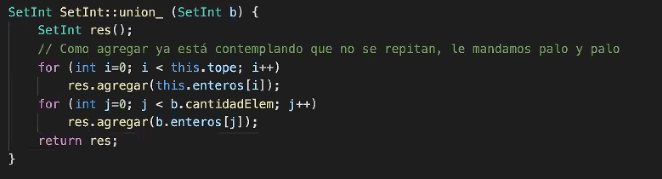 SetInt SetInt::union_ (SetInt b) {
    SetInt res();
    // Como agregar ya está contemplando que no se repitan, le mandamos palo y palo
    for (int i=0; i < this.tope; i++)
        res.agregar(this.enteros[i]);
    for (int j=0; j < b.cantidadElem; j++)
        res.agregar(b.enteros[j]);
    return res;
}